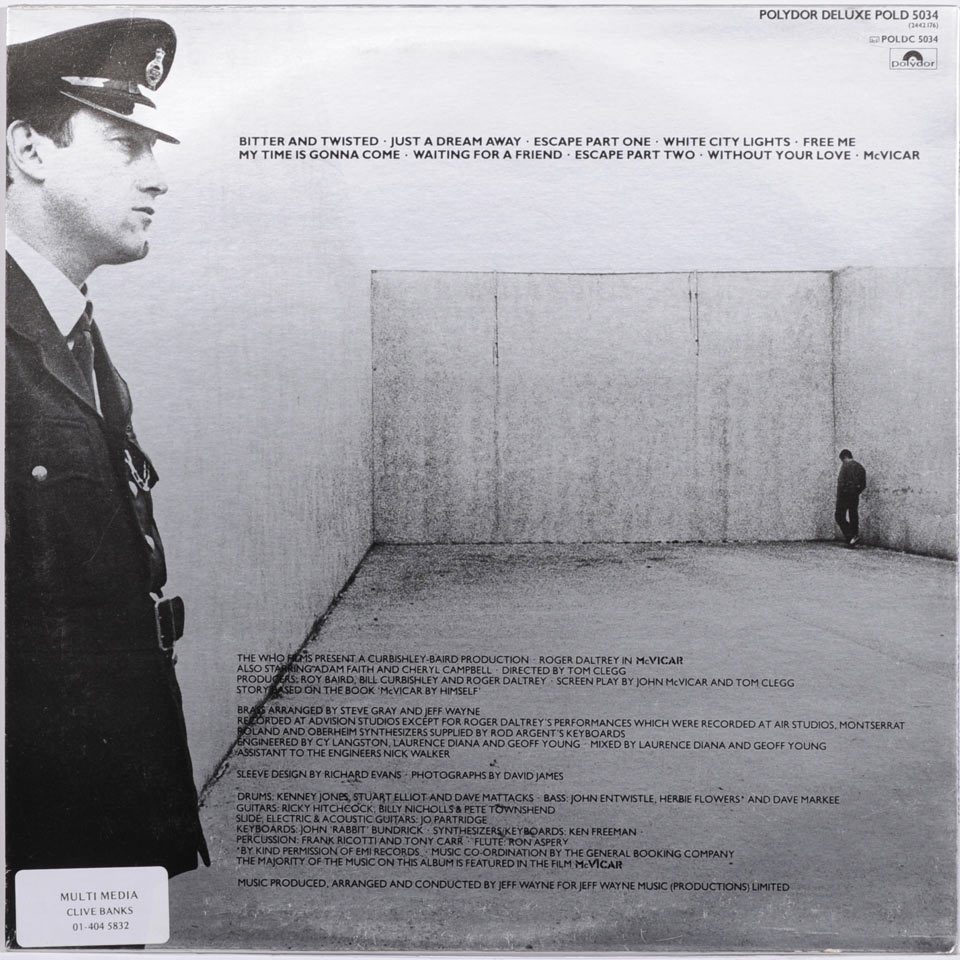 POLYDOR DELUXE POLD 5034
(2442 176)
POLDC 5034
polydor
BITTER AND TWISTED · JUST A DREAM AWAY · ESCAPE PART ONE · WHITE CITY LIGHTS · FREE ME
MY TIME IS GONNA COME · WAITING FOR A FRIEND · ESCAPE PART TWO · WITHOUT YOUR LOVE · McVICAR
THE WHO FILMS PRESENT A CURBISHLEY-BAIRD PRODUCTION · ROGER DALTREY IN McVICAR
ALSO STARRING ADAM FAITH AND CHERYL CAMPBELL · DIRECTED BY TOM CLEGG
PRODUCERS: ROY BAIRD, BILL CURBISHLEY AND ROGER DALTREY · SCREEN PLAY BY JOHN McVICAR AND TOM CLEGG
STORY BASED ON THE BOOK 'McVICAR BY HIMSELF'
BRASS ARRANGED BY STEVE GRAY AND JEFF WAYNE
RECORDED AT ADVISION STUDIOS EXCEPT FOR ROGER DALTREY'S PERFORMANCES WHICH WERE RECORDED AT AIR STUDIOS, MONTSERRAT
ROLAND AND OBERHEIM SYNTHESIZERS SUPPLIED BY ROD ARGENT'S KEYBOARDS
ENGINEERED BY CY LANGSTON, LAURENCE DIANA AND GEOFF YOUNG · MIXED BY LAURENCE DIANA AND GEOFF YOUNG
ASSISTANT TO THE ENGINEERS NICK WALKER
SLEEVE DESIGN BY RICHARD EVANS · PHOTOGRAPHS BY DAVID JAMES
DRUMS: KENNEY JONES, STUART ELLIOT AND DAVE MATTACKS · BASS: JOHN ENTWISTLE, HERBIE FLOWERS* AND DAVE MARKEE
GUITARS: RICKY HITCHCOCK, BILLY NICHOLLS & PETE TOWNSHEND
SLIDE, ELECTRIC & ACOUSTIC GUITARS: JO PARTRIDGE
KEYBOARDS: JOHN 'RABBIT' BUNDRICK · SYNTHESIZERS, KEYBOARDS: KEN FREEMAN ·
PERCUSSION: FRANK RICOTTI AND TONY CARR · FLUTE: RON ASPERY
*BY KIND PERMISSION OF EMI RECORDS · MUSIC CO-ORDINATION BY THE GENERAL BOOKING COMPANY
THE MAJORITY OF THE MUSIC ON THIS ALBUM IS FEATURED IN THE FILM McVICAR
MUSIC PRODUCED, ARRANGED AND CONDUCTED BY JEFF WAYNE FOR JEFF WAYNE MUSIC (PRODUCTIONS) LIMITED
MULTI MEDIA
CLIVE BANKS
01-404 5832